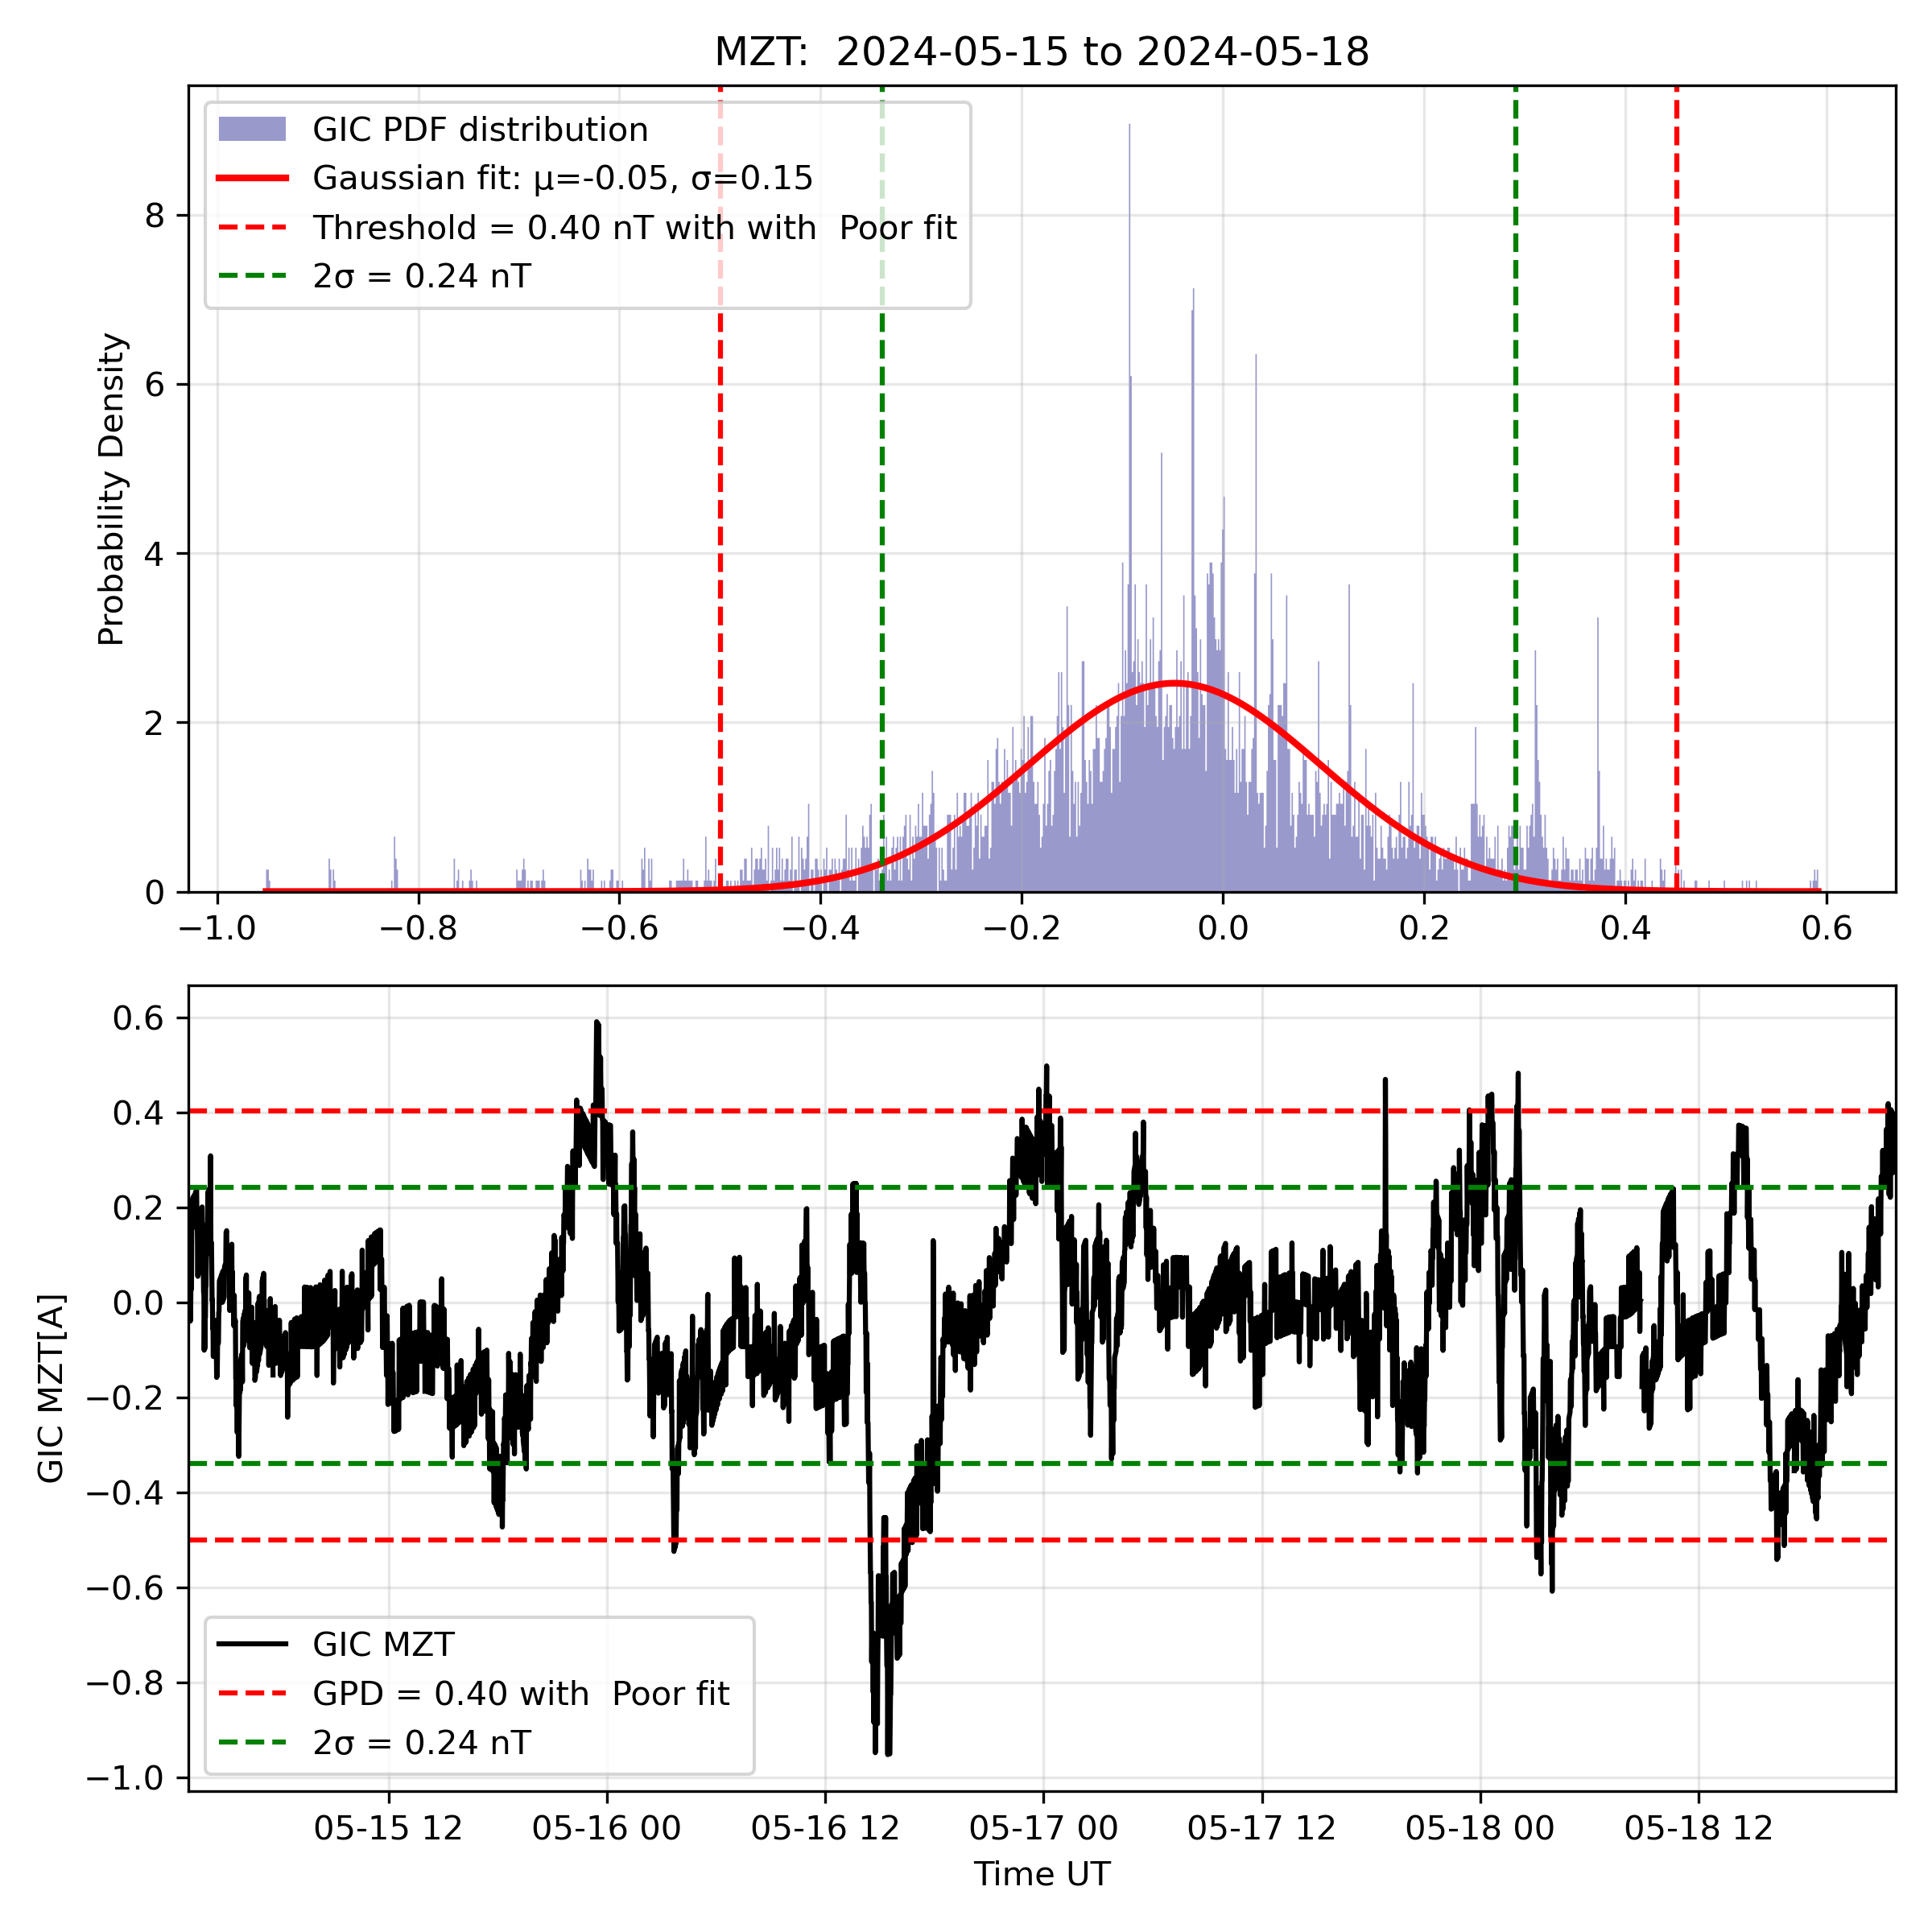 MZT:  2024-05-15 to 2024-05-18
GIC PDF distribution
Gaussian fit: μ=-0.05, σ=0.15
Threshold = 0.40 nT with with  Poor fit
2σ = 0.24 nT
Probability Density
8
6
4
2
0
−1.0 −0.8 −0.6 −0.4 −0.2 0.0 0.2 0.4 0.6
GIC MZT[A]
0.6
0.4
0.2
0.0
−0.2
−0.4
−0.6
−0.8
−1.0
GIC MZT
GPD = 0.40 with  Poor fit
2σ = 0.24 nT
05-15 12 05-16 00 05-16 12 05-17 00 05-17 12 05-18 00 05-18 12
Time UT